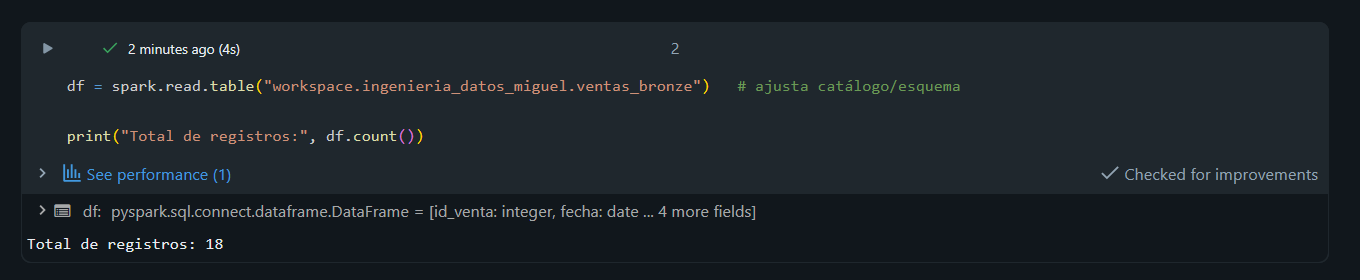 2 minutes ago (4s)
2
df = spark.read.table("workspace.ingenieria_datos_miguel.ventas_bronze")   # ajusta catálogo/esquema
print("Total de registros:", df.count())
See performance (1)
Checked for improvements
df: pyspark.sql.connect.dataframe.DataFrame = [id_venta: integer, fecha: date ... 4 more fields]
Total de registros: 18